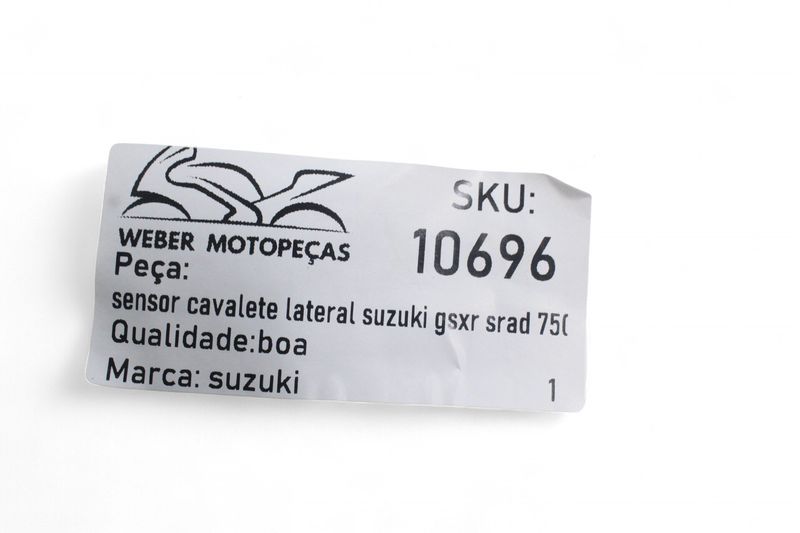 WEBER MOTOPEÇAS
SKU:
10696
Peça:
sensor cavalete lateral suzuki gsxr srad 750
Qualidade:boa
Marca: suzuki
1